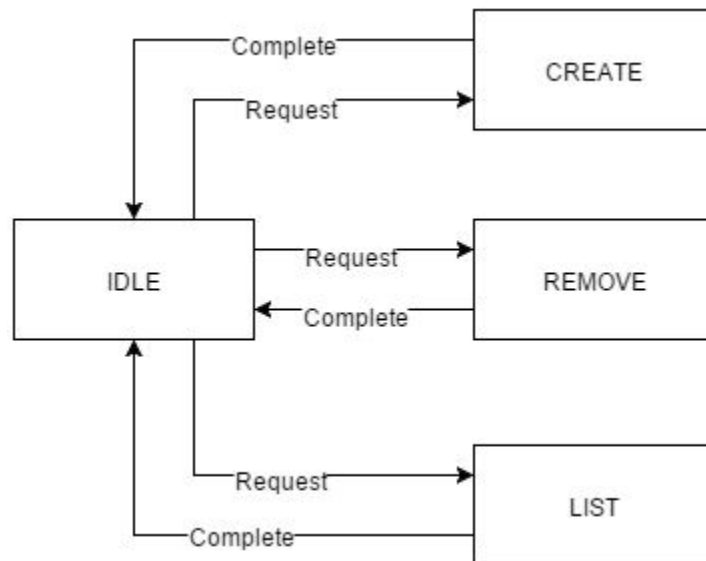 Complete
CREATE
Request
IDLE
Request
REMOVE
Complete
Request
LIST
Complete